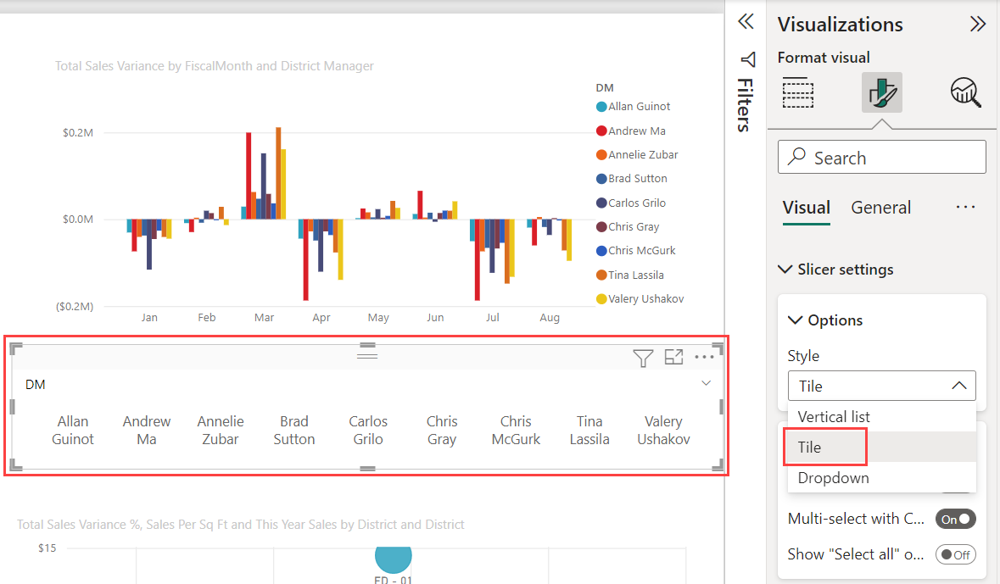 Total Sales Variance by FiscalMonth and District Manager
DM
Allan Guinot
Andrew Ma
Annelie Zubar
Brad Sutton
Carlos Grilo
Chris Gray
Chris McGurk
Tina Lassila
Valery Ushakov
$0.2M
$0.0M
($0.2M)
Jan Feb Mar Apr May Jun Jul Aug
DM
Allan Andrew Annelie Brad Carlos Chris Chris Tina Valery
Guinot Ma Zubar Sutton Grilo Gray McGurk Lassila Ushakov
Total Sales Variance %, Sales Per Sq Ft and This Year Sales by District and District
$15
FD - 01
Filters
Visualizations
Format visual
Search
Visual General
Slicer settings
Options
Style
Tile
Vertical list
Tile
Dropdown
Multi-select with C... On
Show "Select all" o... Off